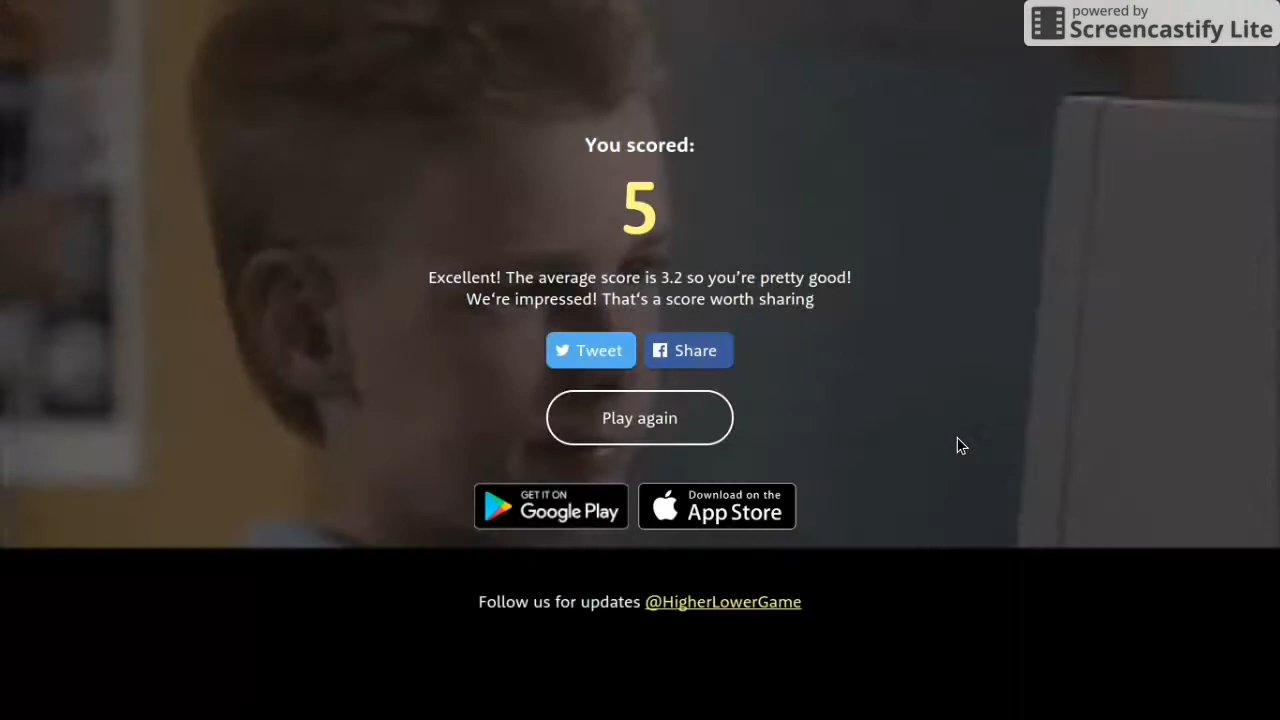 powered by
Screencastify Lite
You scored:
5
Excellent! The average score is 3.2 so you’re pretty good!
We‘re impressed! That‘s a score worth sharing
Tweet
Share
Play again
GET IT ON
Google Play
Download on the
App Store
Follow us for updates @HigherLowerGame